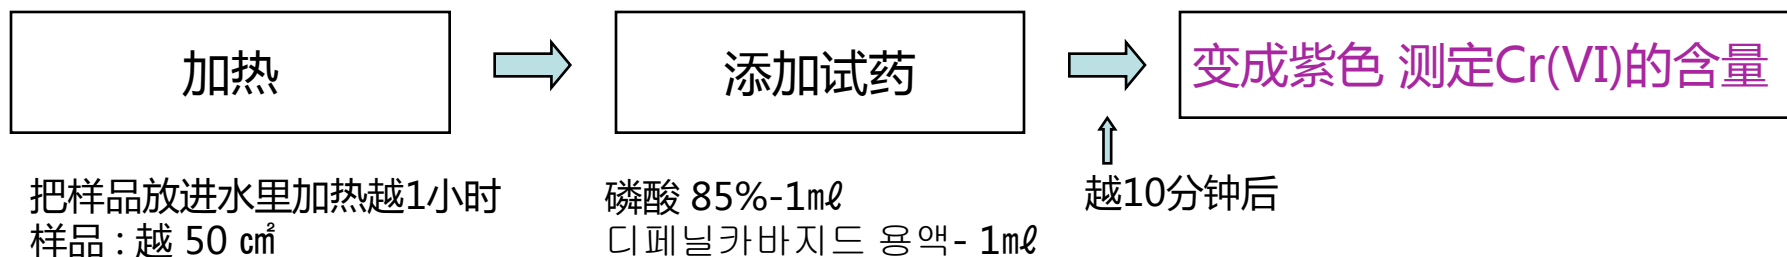 加热
添加试药
变成紫色 测定Cr(VI)的含量
把样品放进水里加热越1小时
样品 : 越 50 ㎠
磷酸 85%-1㎖
디페닐카바지드 용액- 1㎖
越10分钟后